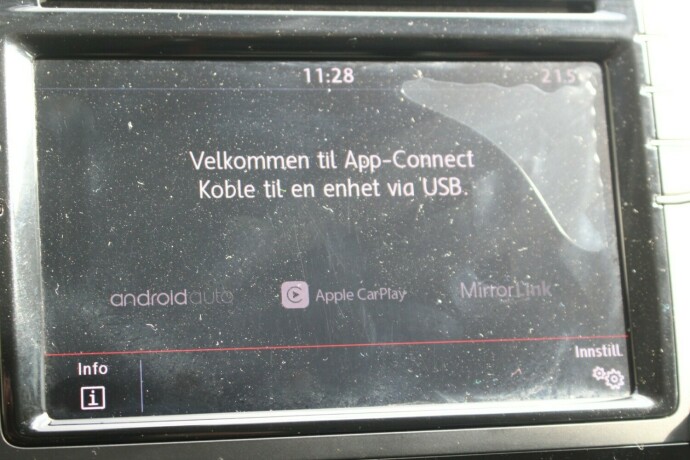 11:28
21.5
Velkommen til App-Connect
Koble til en enhet via USB.
androidauto
Apple CarPlay
MirrorLink
Info
Innstill.
i